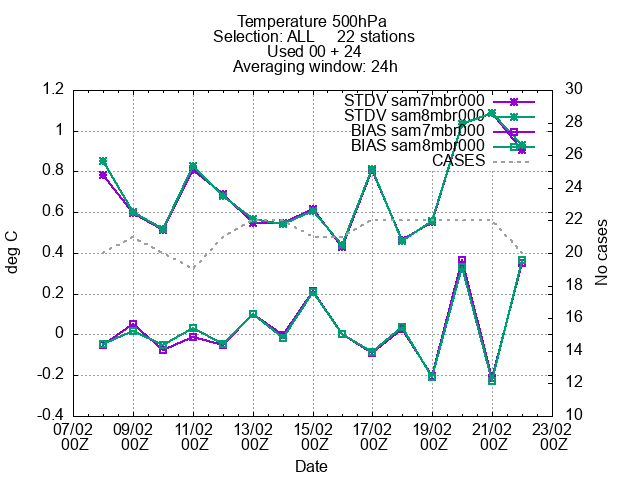 Temperature 500hPa
Selection: ALL 22 stations
Used 00 + 24
Averaging window: 24h
STDV sam7mbr000
STDV sam8mbr000
BIAS sam7mbr000
BIAS sam8mbr000
CASES
1.2
1
0.8
0.6
0.4
0.2
0
-0.2
-0.4
deg C
30
28
26
24
22
20
18
16
14
12
10
No cases
07/02 09/02 11/02 13/02 15/02 17/02 19/02 21/02 23/02
00Z 00Z 00Z 00Z 00Z 00Z 00Z 00Z 00Z
Date